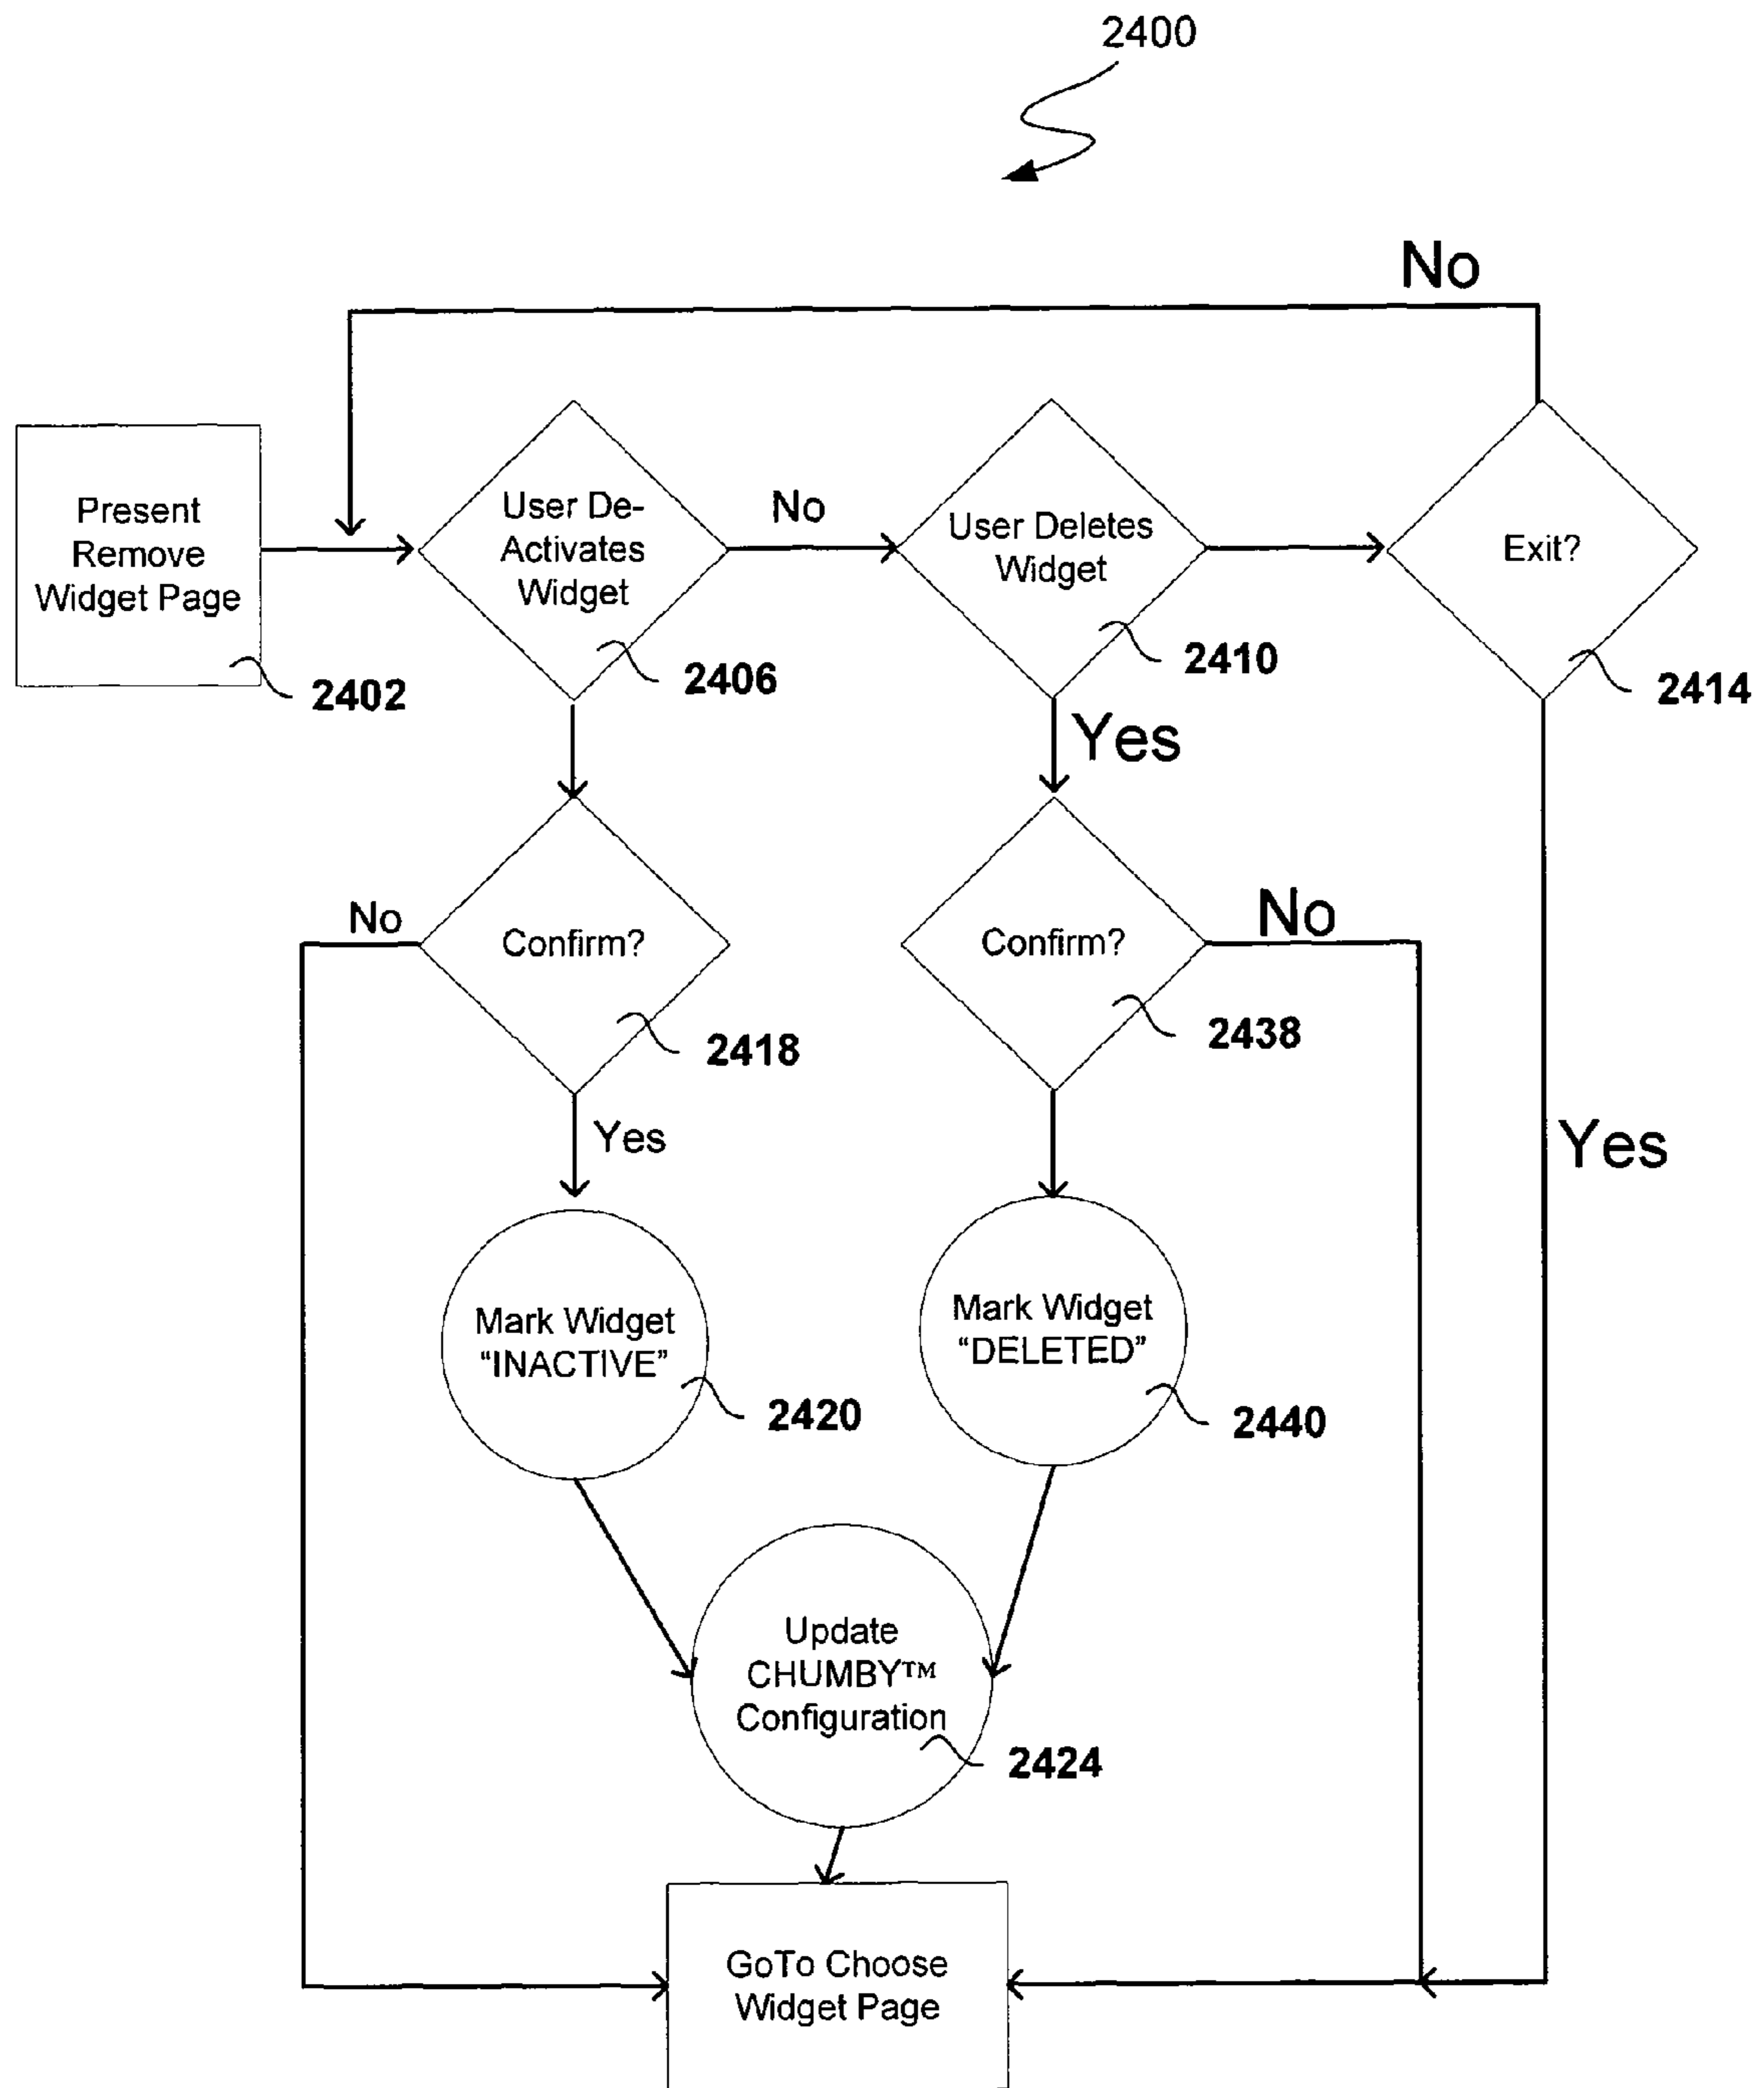 2400
No
Present
Remove
Widget Page
2402
User De-
Activates
Widget
2406
No
User Deletes
Widget
2410
Exit?
2414
Yes
No
Confirm?
2418
Confirm?
2438
No
Yes
Yes
Mark Widget
“INACTIVE”
2420
Mark Widget
“DELETED”
2440
Update
CHUMBY™
Configuration
2424
GoTo Choose
Widget Page